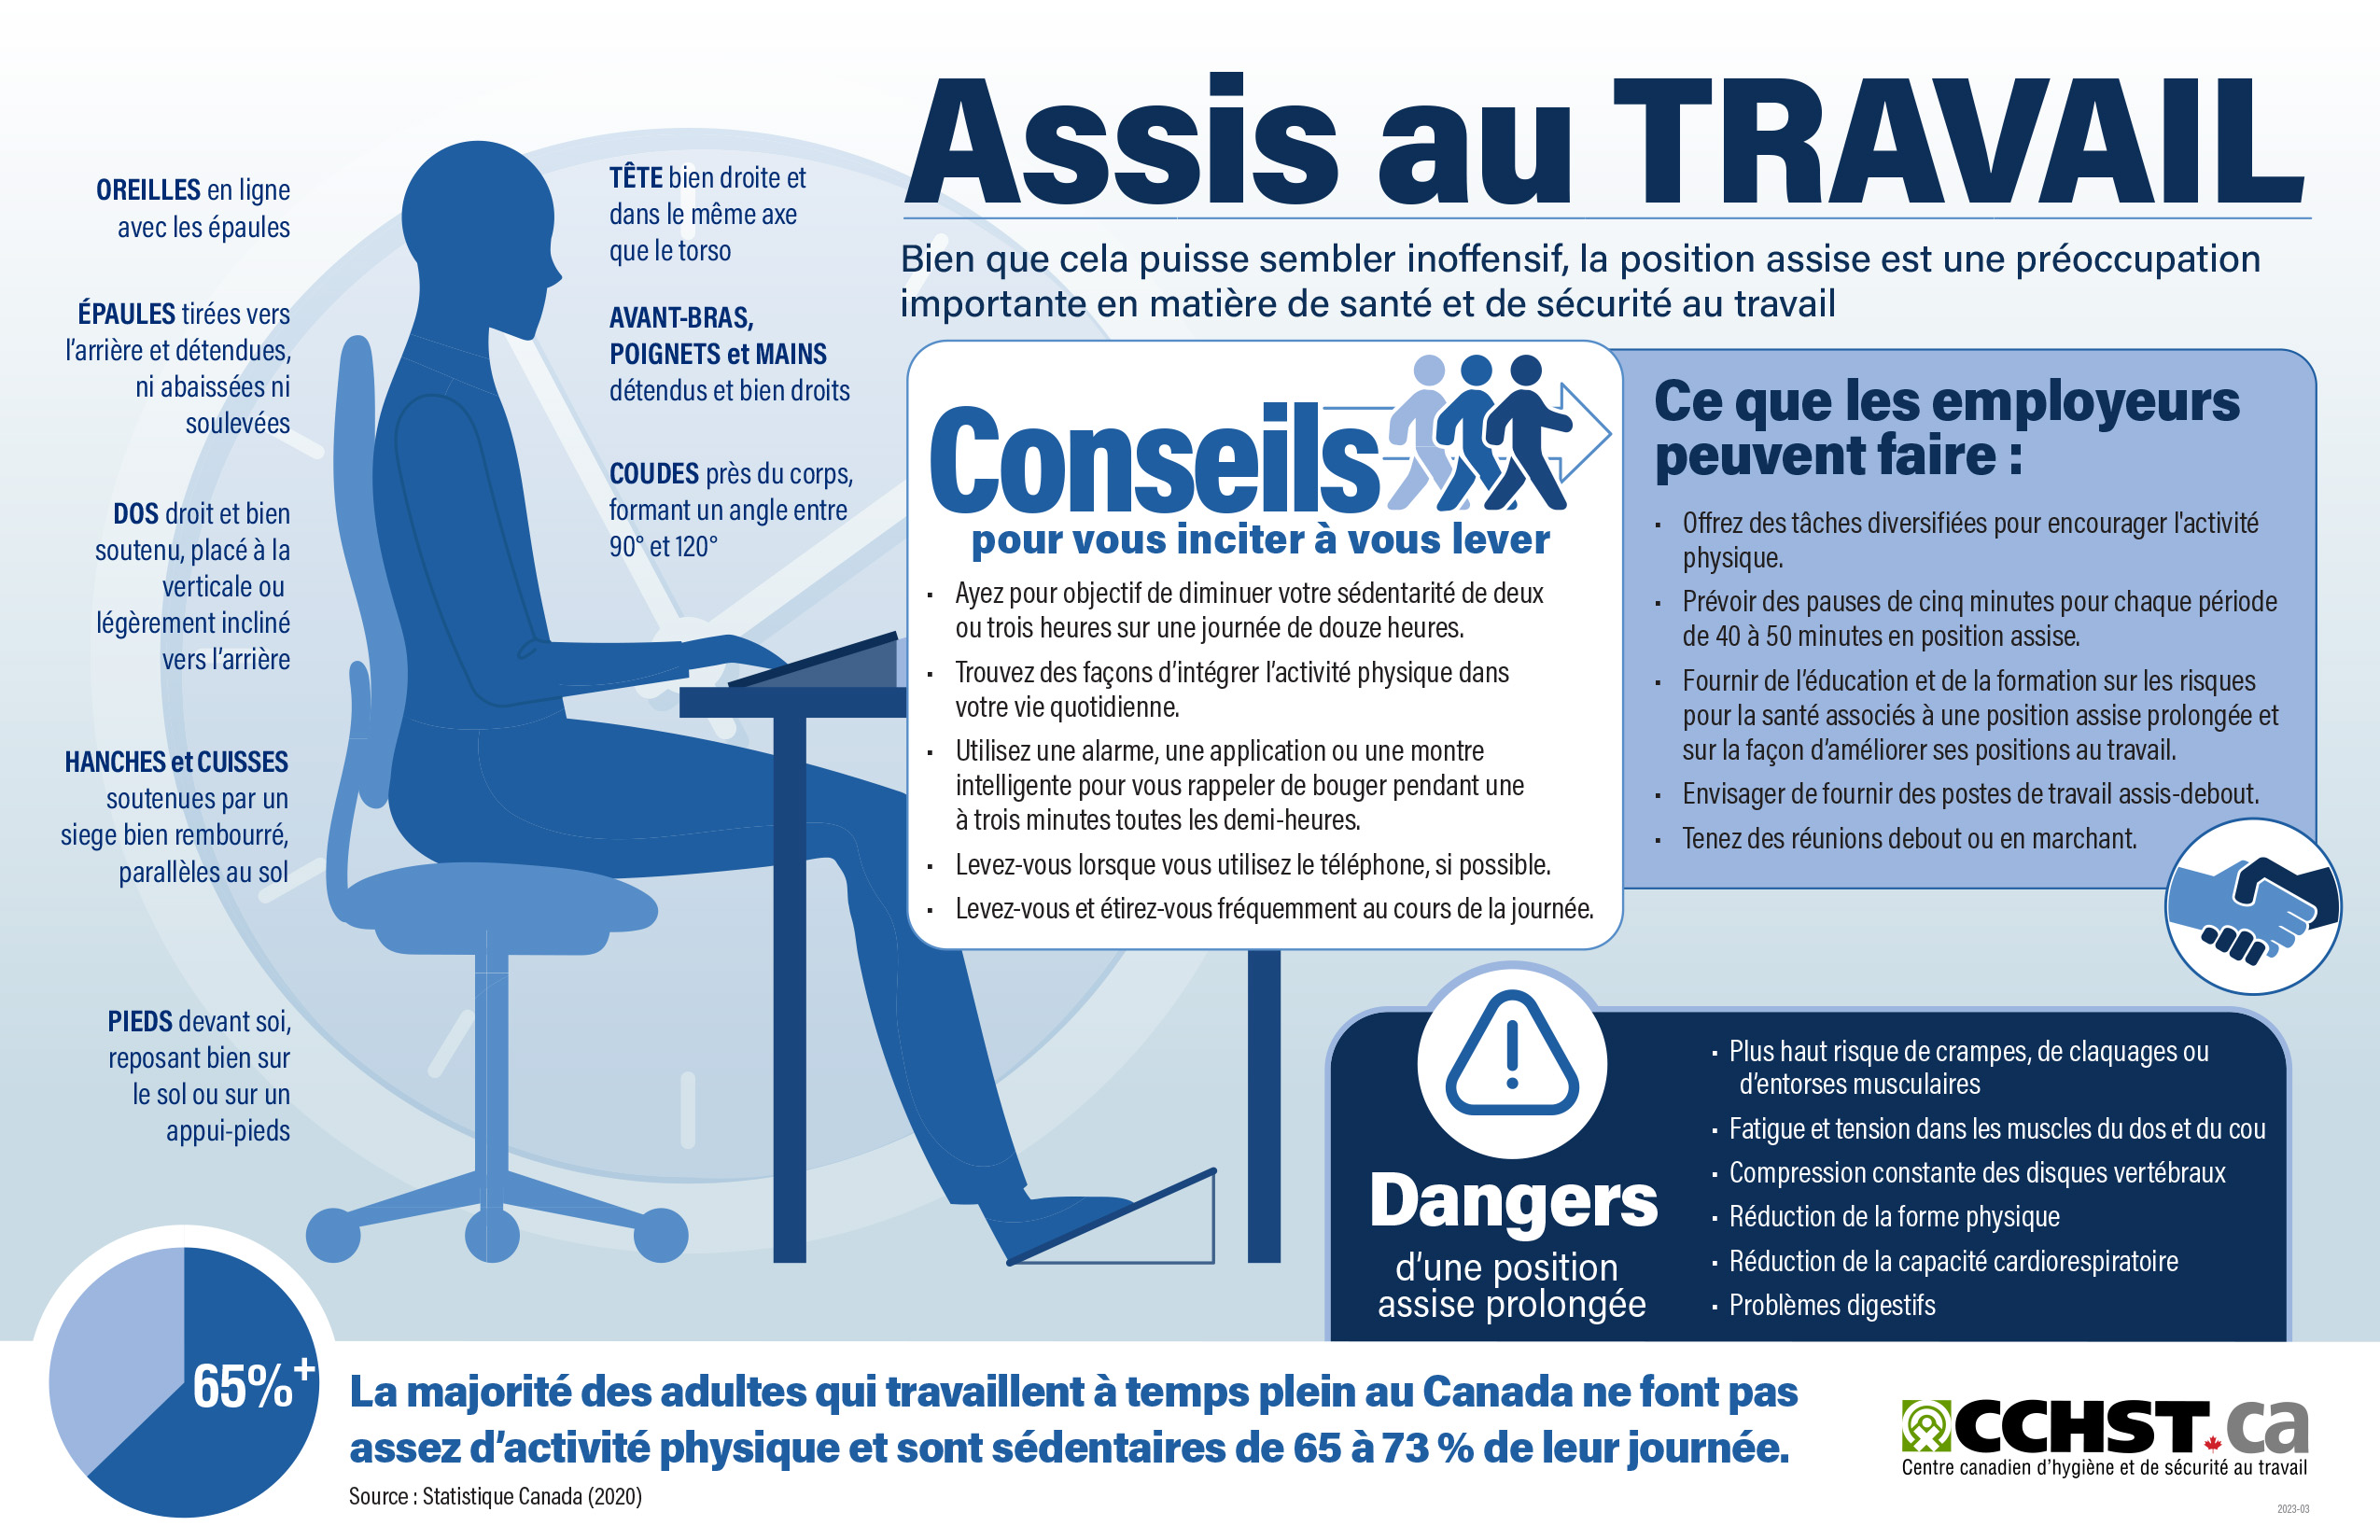 Assis au TRAVAIL
Bien que cela puisse sembler inoffensif, la position assise est une préoccupation
importante en matière de santé et de sécurité au travail
OREILLES en ligne
avec les épaules
ÉPAULES tirées vers
l’arrière et détendues,
ni abaissées ni
soulevées
DOS droit et bien
soutenu, placé à la
verticale ou
légèrement incliné
vers l’arrière
HANCHES et CUISSES
soutenues par un
siege bien rembourré,
parallèles au sol
PIEDS devant soi,
reposant bien sur
le sol ou sur un
appui-pieds
TÊTE bien droite et
dans le même axe
que le torso
AVANT-BRAS,
POIGNETS et MAINS
détendus et bien droits
COUDES près du corps,
formant un angle entre
90° et 120°
Conseils
pour vous inciter à vous lever
· Ayez pour objectif de diminuer votre sédentarité de deux
ou trois heures sur une journée de douze heures.
· Trouvez des façons d’intégrer l’activité physique dans
votre vie quotidienne.
· Utilisez une alarme, une application ou une montre
intelligente pour vous rappeler de bouger pendant une
à trois minutes toutes les demi-heures.
· Levez-vous lorsque vous utilisez le téléphone, si possible.
· Levez-vous et étirez-vous fréquemment au cours de la journée.
Ce que les employeurs
peuvent faire :
· Offrez des tâches diversifiées pour encourager l'activité
physique.
· Prévoir des pauses de cinq minutes pour chaque période
de 40 à 50 minutes en position assise.
· Fournir de l’éducation et de la formation sur les risques
pour la santé associés à une position assise prolongée et
sur la façon d’améliorer ses positions au travail.
· Envisager de fournir des postes de travail assis-debout.
· Tenez des réunions debout ou en marchant.
Dangers
d’une position
assise prolongée
· Plus haut risque de crampes, de claquages ou
d’entorses musculaires
· Fatigue et tension dans les muscles du dos et du cou
· Compression constante des disques vertébraux
· Réduction de la forme physique
· Réduction de la capacité cardiorespiratoire
· Problèmes digestifs
65%+
La majorité des adultes qui travaillent à temps plein au Canada ne font pas
assez d’activité physique et sont sédentaires de 65 à 73 % de leur journée.
Source : Statistique Canada (2020)
CCHST.ca
Centre canadien d’hygiène et de sécurité au travail
2023-03